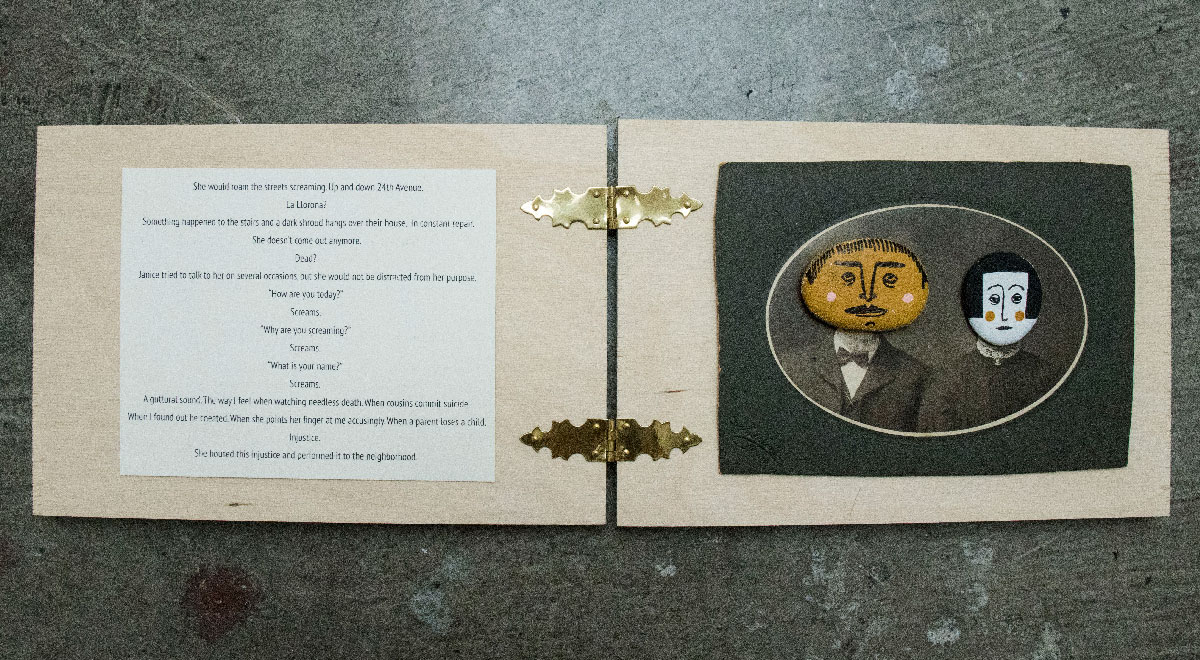 She would roam the streets screaming. Up and down 24th Avenue.
La Llorona?
Something happened to the stairs and a dark shroud hangs over their house, in constant repair.
She doesn't come out anymore.
Dead?
Janice tried to talk to her on several occasions, but she would not be distracted from her purpose.
"How are you today?"
Screams.
"Why are you screaming?"
Screams.
"What is your name?"
Screams.
A guttural sound. The way I feel when watching needless death. When cousins commit suicide.
When I found out he cheated. When she points her finger at me accusingly. When a parent loses a child.
Injustice.
She housed this injustice and performed it to the neighborhood.